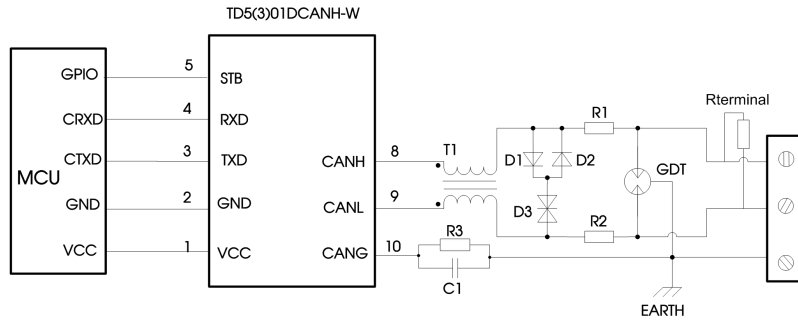 TD5(3)01DCANH-W
GPIO 5 STB
CRXD 4 RXD
CTXD 3 TXD
MCU
GND 2 GND
VCC 1 VCC
CANH 8 T1
CANL 9
CANG 10
D1 D2
D3
R1
R2
R3
C1
GDT
Rterminal
EARTH